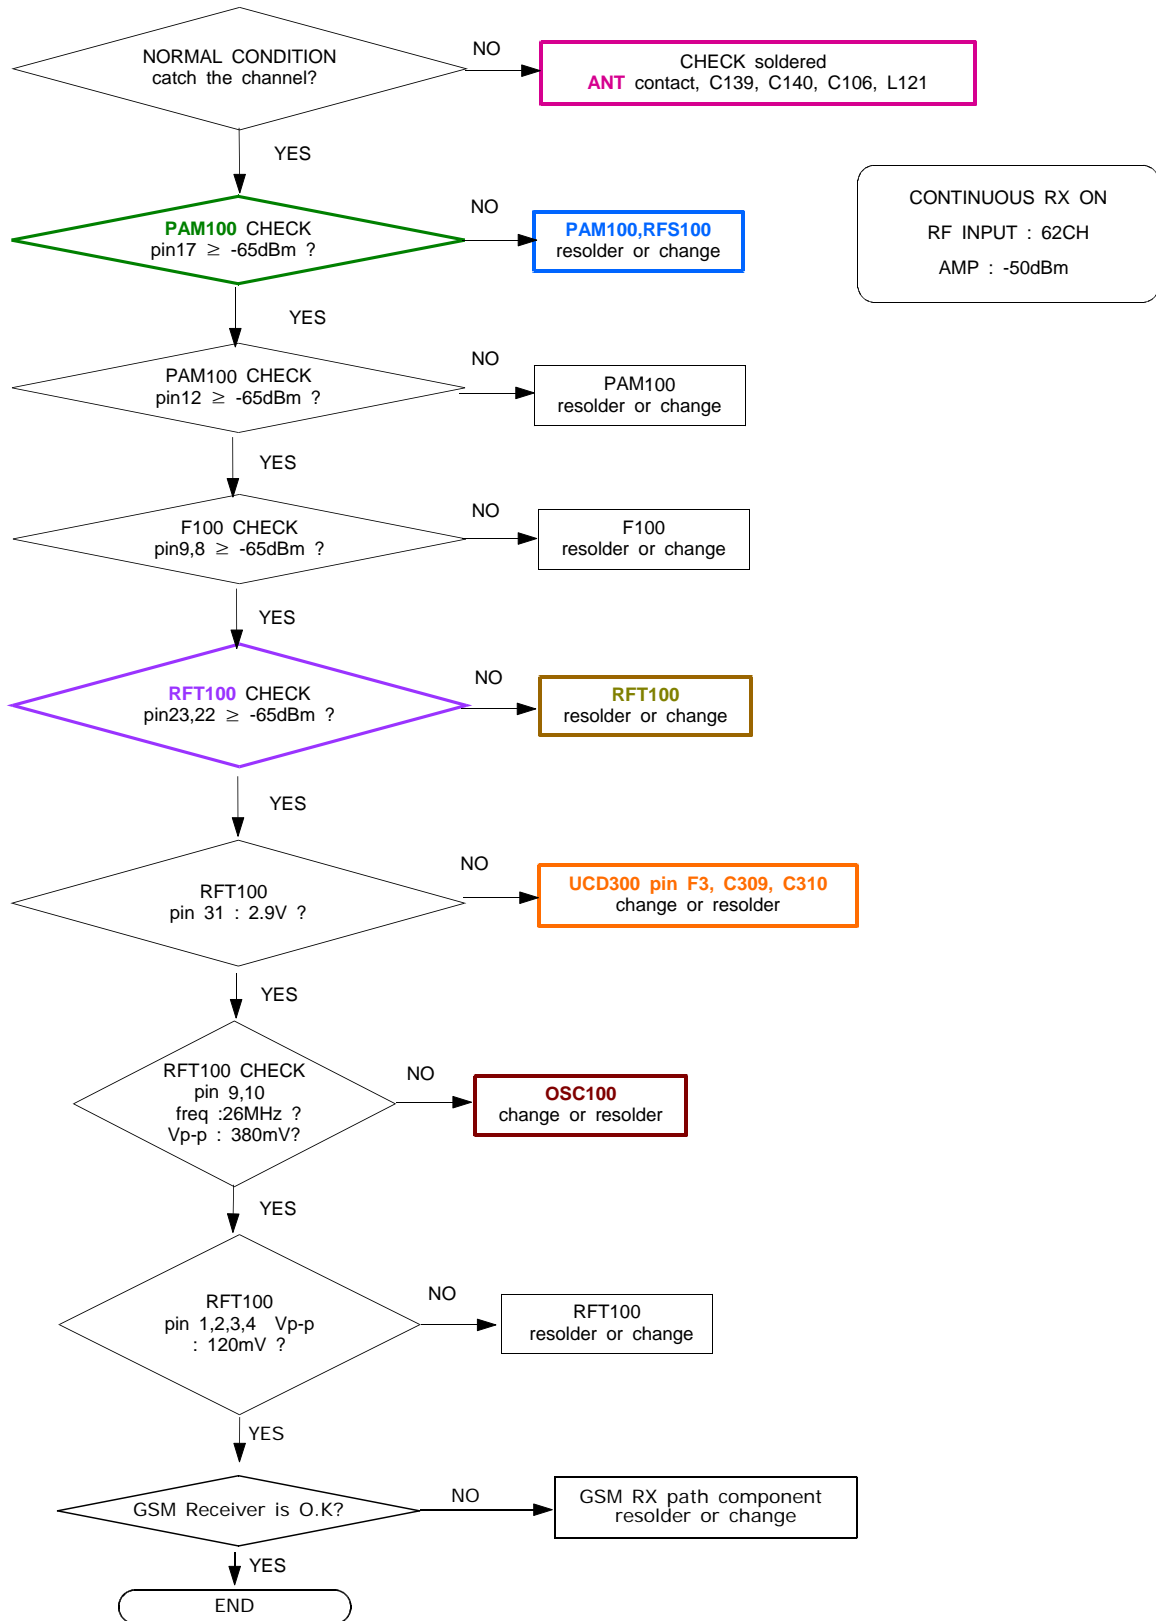 NORMAL CONDITION
catch the channel?
NO
CHECK soldered
ANT contact, C139, C140, C106, L121
YES
CONTINUOUS RX ON
RF INPUT : 62CH
AMP : -50dBm
PAM100 CHECK
pin17 ≥ -65dBm ?
NO
PAM100,RFS100
resolder or change
YES
PAM100 CHECK
pin12 ≥ -65dBm ?
NO
PAM100
resolder or change
YES
F100 CHECK
pin9,8 ≥ -65dBm ?
NO
F100
resolder or change
YES
RFT100 CHECK
pin23,22 ≥ -65dBm ?
NO
RFT100
resolder or change
YES
RFT100
pin 31 : 2.9V ?
NO
UCD300 pin F3, C309, C310
change or resolder
YES
RFT100 CHECK
pin 9,10
freq :26MHz ?
Vp-p : 380mV?
NO
OSC100
change or resolder
YES
RFT100
pin 1,2,3,4 Vp-p
: 120mV ?
NO
RFT100
resolder or change
YES
GSM Receiver is O.K?
NO
GSM RX path component
resolder or change
YES
END